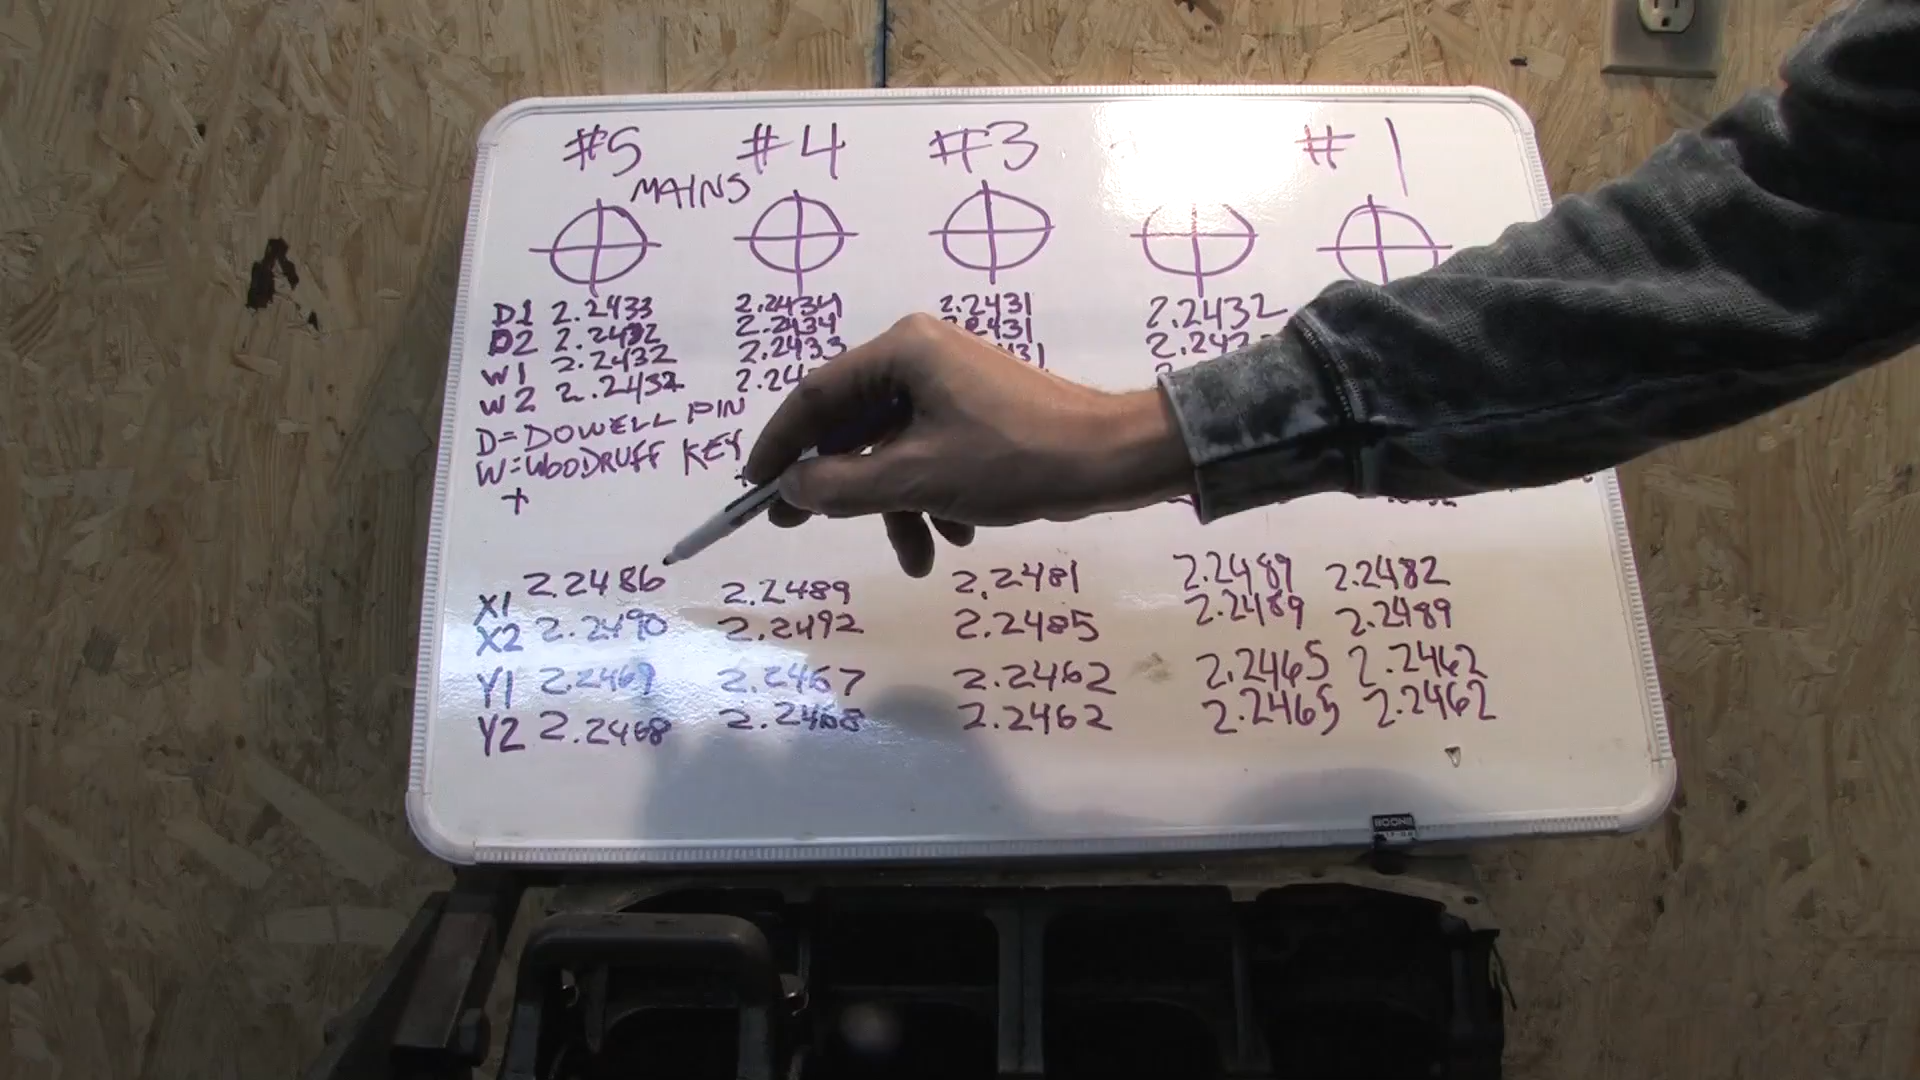 #5 #4 #3 #1
MAINS
D1 2.2433 2.2434 2.2431 2.2432
D2 2.2432 2.2434
W1 2.2432 2.2433
W2 2.2432
D=DOWELL PIN
W=WOODRUFF KEY
+
X1 2.2486 2.2489 2.2481 2.2489 2.2482
X2 2.2490 2.2492 2.2485 2.2489 2.2489
Y1 2.2469 2.2467 2.2462 2.2465 2.2462
Y2 2.2468 2.2468 2.2462 2.2465 2.2462
BOONE